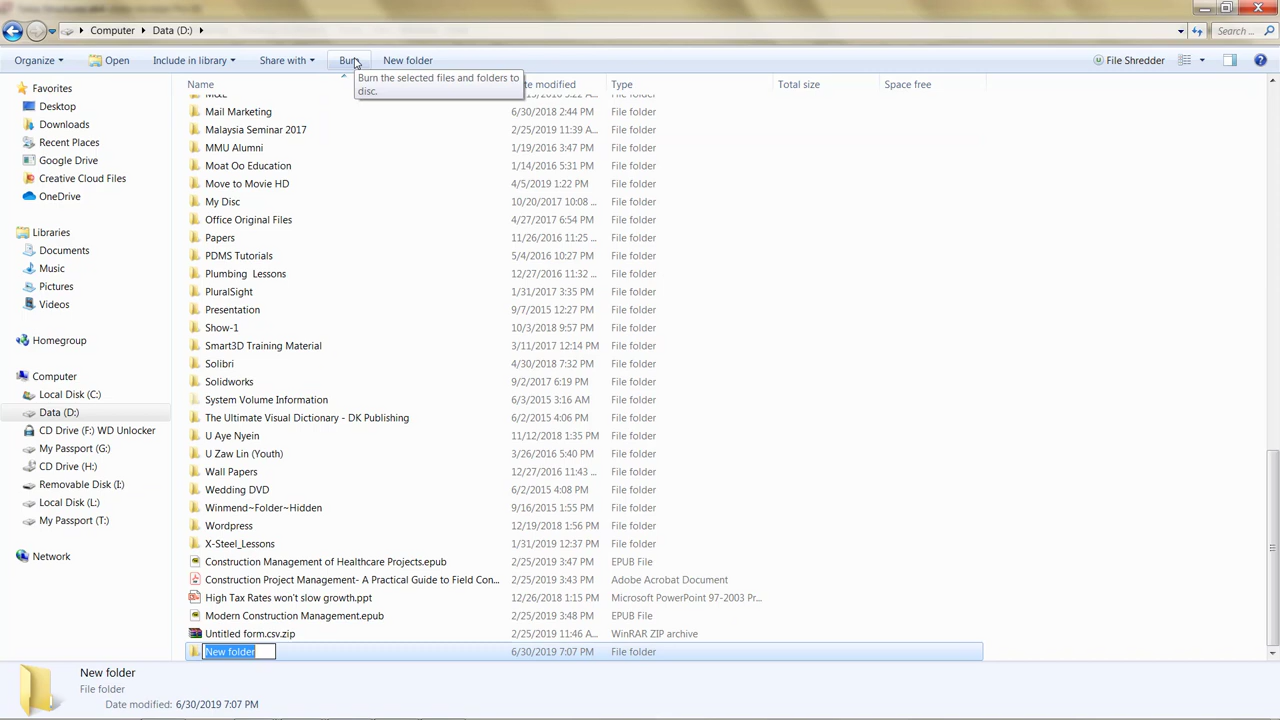 Computer Data (D:)
Search ...
Organize Open Include in library Share with Burn New folder File Shredder
Burn the selected files and folders to disc.
Name Date modified Type Total size Space free
Favorites
Desktop
Downloads
Recent Places
Google Drive
Creative Cloud Files
OneDrive
Libraries
Documents
Music
Pictures
Videos
Homegroup
Computer
Local Disk (C:)
Data (D:)
CD Drive (F:) WD Unlocker
My Passport (G:)
CD Drive (H:)
Removable Disk (I:)
Local Disk (L:)
My Passport (T:)
Network
Mail Marketing 6/30/2018 2:44 PM File folder
Malaysia Seminar 2017 2/25/2019 11:39 A... File folder
MMU Alumni 1/19/2016 3:47 PM File folder
Moat Oo Education 1/14/2016 5:31 PM File folder
Move to Movie HD 4/5/2019 1:22 PM File folder
My Disc 10/20/2017 10:08 ... File folder
Office Original Files 4/27/2017 6:54 PM File folder
Papers 11/26/2016 11:25 ... File folder
PDMS Tutorials 5/4/2016 10:27 PM File folder
Plumbing Lessons 12/27/2016 11:32 ... File folder
PluralSight 1/31/2017 3:35 PM File folder
Presentation 9/7/2015 12:27 PM File folder
Show-1 10/3/2018 9:57 PM File folder
Smart3D Training Material 3/11/2017 12:14 PM File folder
Solibri 4/30/2018 7:32 PM File folder
Solidworks 9/2/2017 6:19 PM File folder
System Volume Information 6/3/2015 3:16 AM File folder
The Ultimate Visual Dictionary - DK Publishing 6/2/2015 4:06 PM File folder
U Aye Nyein 11/12/2018 1:35 PM File folder
U Zaw Lin (Youth) 3/26/2016 5:40 PM File folder
Wall Papers 12/27/2016 11:43 ... File folder
Wedding DVD 6/2/2015 4:08 PM File folder
Winmend~Folder~Hidden 9/16/2015 1:55 PM File folder
Wordpress 12/19/2018 1:56 PM File folder
X-Steel_Lessons 1/31/2019 12:37 PM File folder
Construction Management of Healthcare Projects.epub 2/25/2019 3:47 PM EPUB File
Construction Project Management- A Practical Guide to Field Con... 2/25/2019 3:43 PM Adobe Acrobat Document
High Tax Rates won't slow growth.ppt 12/26/2018 1:15 PM Microsoft PowerPoint 97-2003 Pr...
Modern Construction Management.epub 2/25/2019 3:48 PM EPUB File
Untitled form.csv.zip 2/25/2019 11:46 A... WinRAR ZIP archive
New folder 6/30/2019 7:07 PM File folder
New folder
File folder
Date modified: 6/30/2019 7:07 PM